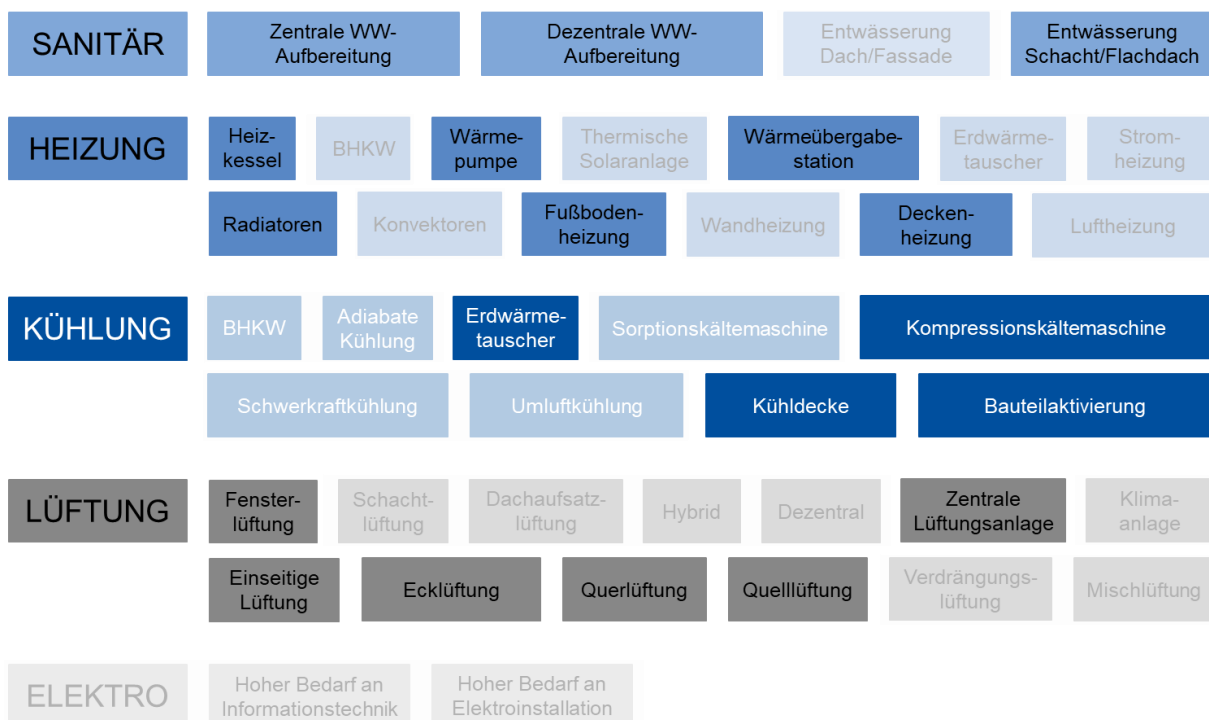 SANITÄR
Zentrale WW-
Aufbereitung
Dezentrale WW-
Aufbereitung
Entwässerung
Dach/Fassade
Entwässerung
Schacht/Flachdach
HEIZUNG
Heiz-
kessel
BHKW
Wärme-
pumpe
Thermische
Solaranlage
Wärmeübergabe-
station
Erdwärme-
tauscher
Strom-
heizung
Radiatoren
Konvektoren
Fußboden-
heizung
Wandheizung
Decken-
heizung
Luftheizung
KÜHLUNG
BHKW
Adiabate
Kühlung
Erdwärme-
tauscher
Sorptionskältemaschine
Kompressionskältemaschine
Schwerkraftkühlung
Umluftkühlung
Kühldecke
Bauteilaktivierung
LÜFTUNG
Fenster-
lüftung
Schacht-
lüftung
Dachaufsatz-
lüftung
Hybrid
Dezentral
Zentrale
Lüftungsanlage
Klima-
anlage
Einseitige
Lüftung
Ecklüftung
Querlüftung
Quelllüftung
Verdrängungs-
lüftung
Mischlüftung
ELEKTRO
Hoher Bedarf an
Informationstechnik
Hoher Bedarf an
Elektroinstallation